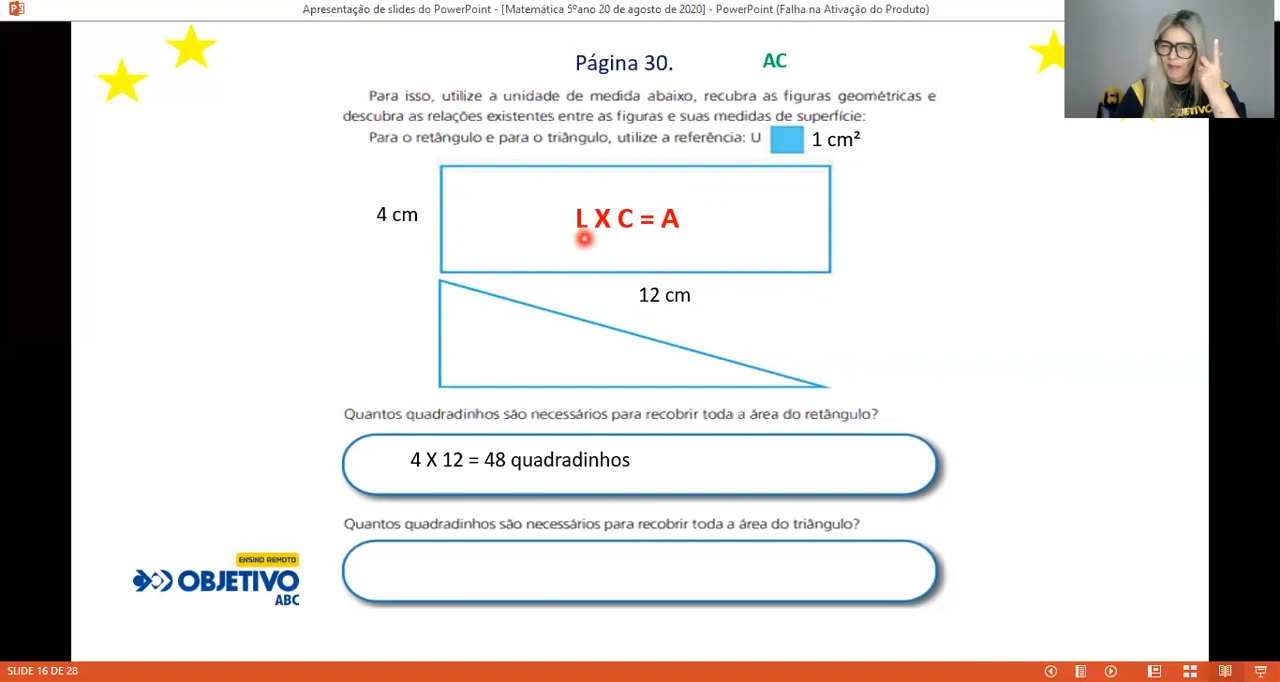 Apresentação de slides do PowerPoint - [Matemática 5ºano 20 de agosto de 2020] - PowerPoint (Falha na Ativação do Produto)
Página 30.
AC
Para isso, utilize a unidade de medida abaixo, recubra as figuras geométricas e
descubra as relações existentes entre as figuras e suas medidas de superfície:
Para o retângulo e para o triângulo, utilize a referência: U
1 cm²
4 cm
L X C = A
12 cm
Quantos quadradinhos são necessários para recobrir toda a área do retângulo?
4 X 12 = 48 quadradinhos
Quantos quadradinhos são necessários para recobrir toda a área do triângulo?
ENSINO REMOTO
OBJETIVO
ABC
SLIDE 16 DE 28